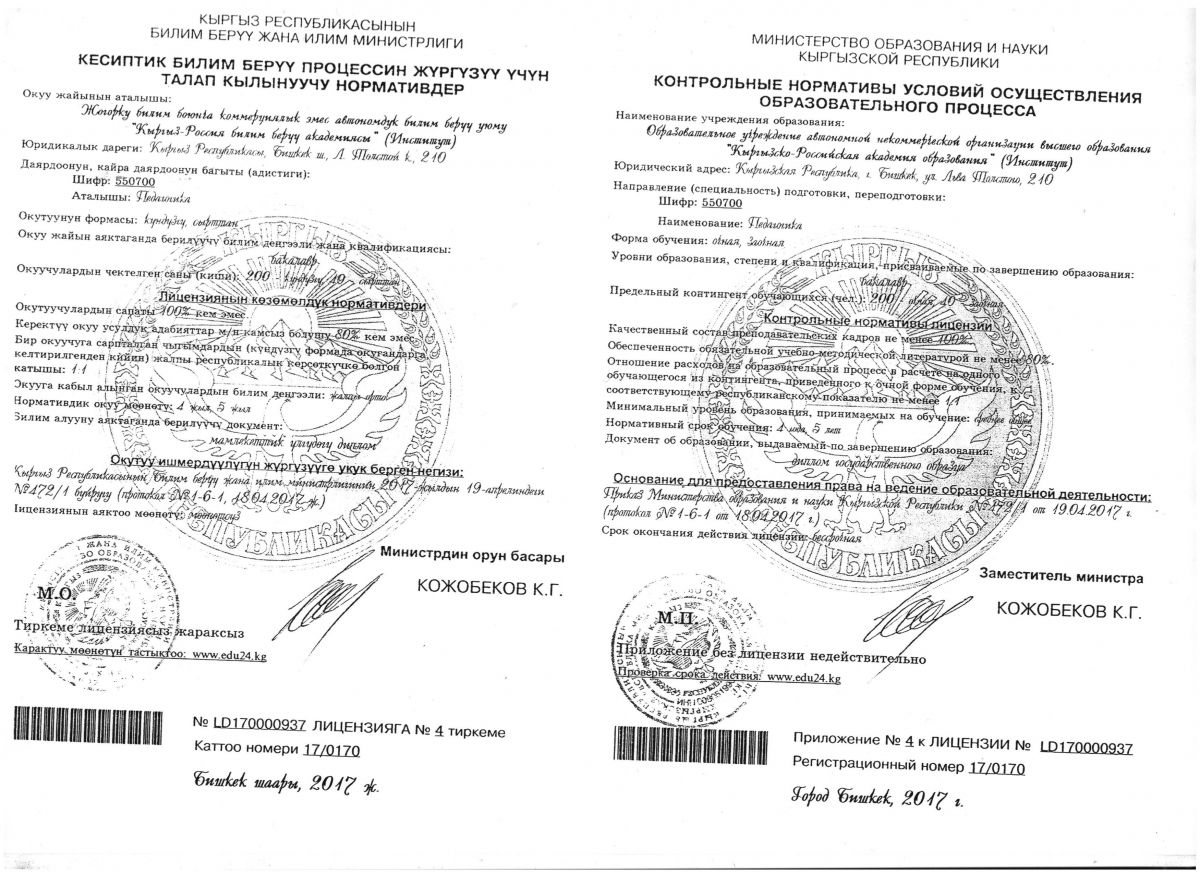 КЫРГЫЗ РЕСПУБЛИКАСЫНЫН
БИЛИМ БЕРҮҮ ЖАНА ИЛИМ МИНИСТРЛИГИ
КЕСИПТИК БИЛИМ БЕРҮҮ ПРОЦЕССИН ЖҮРГҮЗҮҮ ҮЧҮН
ТАЛАП КЫЛЫНУУЧУ НОРМАТИВДЕР
Окуу жайынын аталышы:
Жогорку билим боюнча коммерциялык эмес автономдук билим берүү уюму
"Кыргыз-Россия билим берүү академиясы" (Институт)
Юридикалык дареги: Кыргыз Республикасы, Бишкек ш., Л. Толстой к., 210
Даярдоонун, кайра даярдоонун багыты (адистиги):
Шифр: 550700
Аталышы: Педагогика
Окутуунун формасы: күндүзгү, сырттан
Окуу жайын аяктаганда берилүүчү билим деңгээли жана квалификациясы:
бакалавр
Окуучулардын чектелген саны (киши): 200 - күндүзгү, 40 - сырттан
Лицензиянын көзөмөлдүк нормативдери
Окутуучулардын сапаты 100% кем эмес.
Керектүү окуу усулдук адабияттар м/н камсыз болушу 80% кем эмес.
Бир окуучуга сарпталган чыгымдардын (күндүзгү формада окугандарга
келтирилгенден кийин) жалпы республикалык көрсөткүчкө болгон
катышы: 1:1
Экууга кабыл алынган окуучулардын билим деңгээли: жалпы орто
Нормативдик окуу мөөнөтү: 4 жыл, 5 жыл
Билим алууну аяктаганда берилүүчү документ:
мамлекеттик үлгүдөгү диплом
Окутуу ишмердүүлүгүн жүргүзүүгө укук берген негизи:
Кыргыз Республикасынын Билим берүү жана илим министрлигинин 2017-жылдын 19-апрелиндеги
№472/1 буйругу (протокол №1-6-1, 18.04.2017-ж.)
Іицензиянын аяктоо мөөнөтү: мөөнөтсүз
Министрдин орун басары
М.О.
КОЖОБЕКОВ К.Г.
Тиркеме лицензиясыз жараксыз
Карактуу мөөнөтүн тастыктоо: www.edu24.kg
№ LD170000937 ЛИЦЕНЗИЯГА № 4 тиркеме
Каттоо номери 17/0170
Бишкек шаары, 2017 ж.
МИНИСТЕРСТВО ОБРАЗОВАНИЯ И НАУКИ
КЫРГЫЗСКОЙ РЕСПУБЛИКИ
КОНТРОЛЬНЫЕ НОРМАТИВЫ УСЛОВИЙ ОСУЩЕСТВЛЕНИЯ
ОБРАЗОВАТЕЛЬНОГО ПРОЦЕССА
Наименование учреждения образования:
Образовательное учреждение автономной некоммерческой организации высшего образования
"Кыргызско-Российская академия образования" (Институт)
Юридический адрес: Кыргызская Республика, г. Бишкек, ул. Льва Толстого, 210
Направление (специальность) подготовки, переподготовки:
Шифр: 550700
Наименование: Педагогика
Форма обучения: очная, заочная
Уровни образования, степени и квалификация, присваиваемые по завершению образования:
бакалавр
Предельный контингент обучающихся (чел.): 200 - очная, 40 - заочная
Контрольные нормативы лицензии
Качественный состав преподавательских кадров не менее 100%.
Обеспеченность обязательной учебно-методической литературой не менее 80%.
Отношение расходов на образовательный процесс в расчете на одного
обучающегося из контингента, приведенного к очной форме обучения, к
соответствующему республиканскому показателю не менее 1:1
Минимальный уровень образования, принимаемых на обучение: среднее общее
Нормативный срок обучения: 4 года, 5 лет
Документ об образовании, выдаваемый по завершению образования:
диплом государственного образца
Основание для предоставления права на ведение образовательной деятельности:
Приказ Министерства образования и науки Кыргызской Республики №472/1 от 19.04.2017 г.
(протокол №1-6-1 от 18.04.2017 г.)
Срок окончания действия лицензии: бессрочная
Заместитель министра
М.П.
КОЖОБЕКОВ К.Г.
Приложение без лицензии недействительно
Проверка срока действия: www.edu24.kg
Приложение № 4 к ЛИЦЕНЗИИ № LD170000937
Регистрационный номер 17/0170
Город Бишкек, 2017 г.